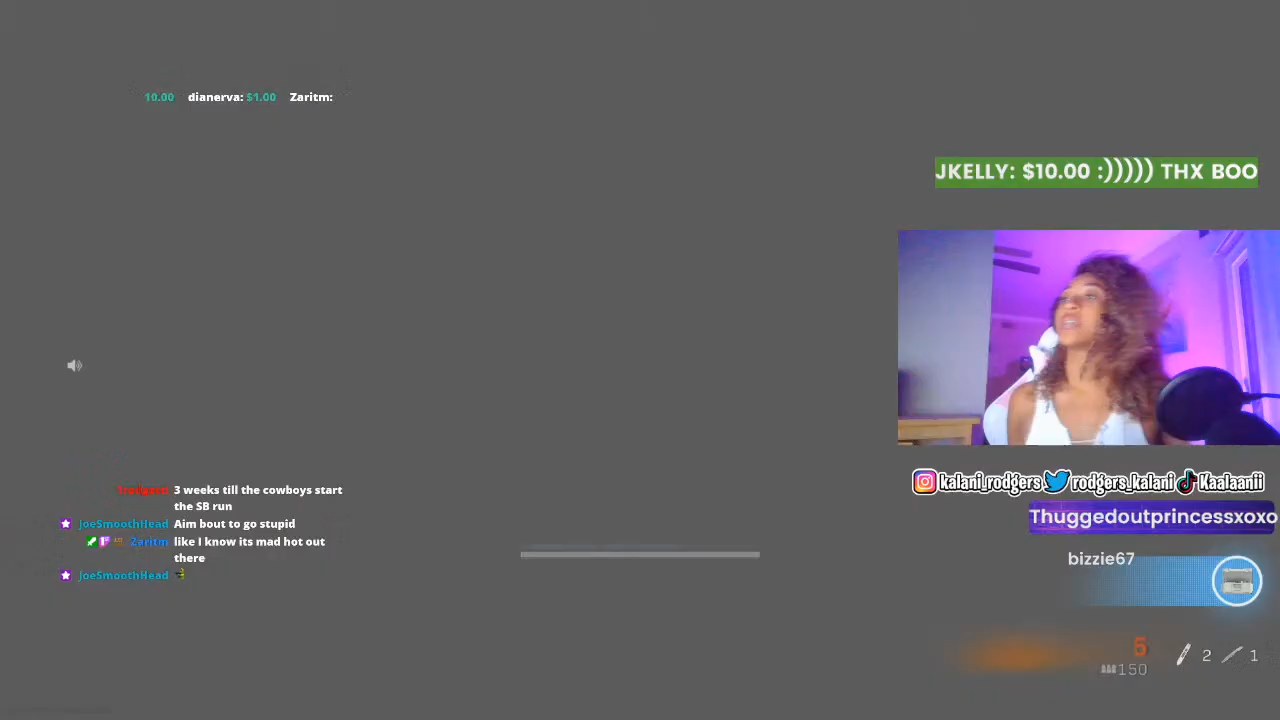 10.00 dianerva: $1.00 Zaritm:
JKELLY: $10.00 :))))) THX BOO
3 weeks till the cowboys start
the SB run
JoeSmoothHead Aim bout to go stupid
Zaritm like I know its mad hot out
there
JoeSmoothHead
kalani_rodgers rodgers_kalani Kaalaanii
Thuggedoutprincessxoxo
bizzie67
6
150
2 1